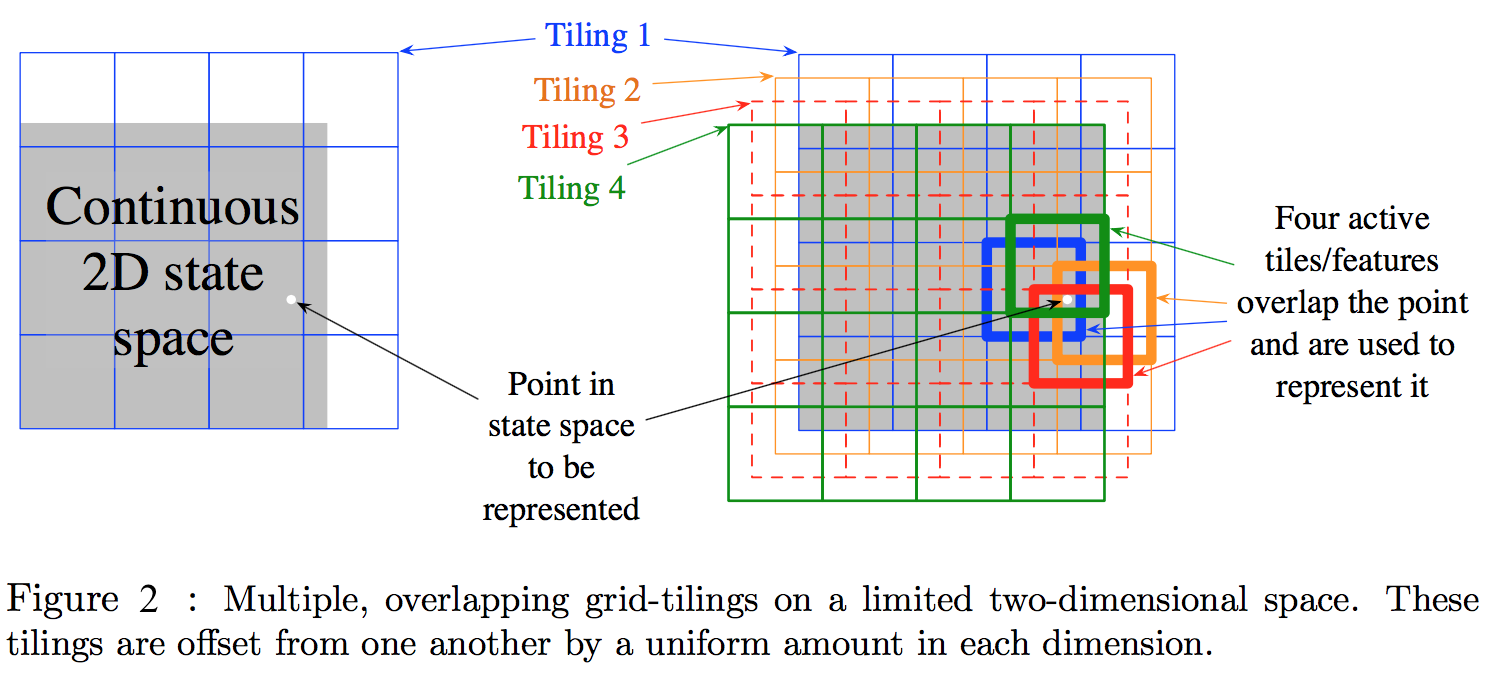 Continuous
2D state
space
Tiling 1
Tiling 2
Tiling 3
Tiling 4
Point in
state space
to be
represented
Four active
tiles/features
overlap the point
and are used to
represent it
Figure 2 : Multiple, overlapping grid-tilings on a limited two-dimensional space. These
tilings are offset from one another by a uniform amount in each dimension.